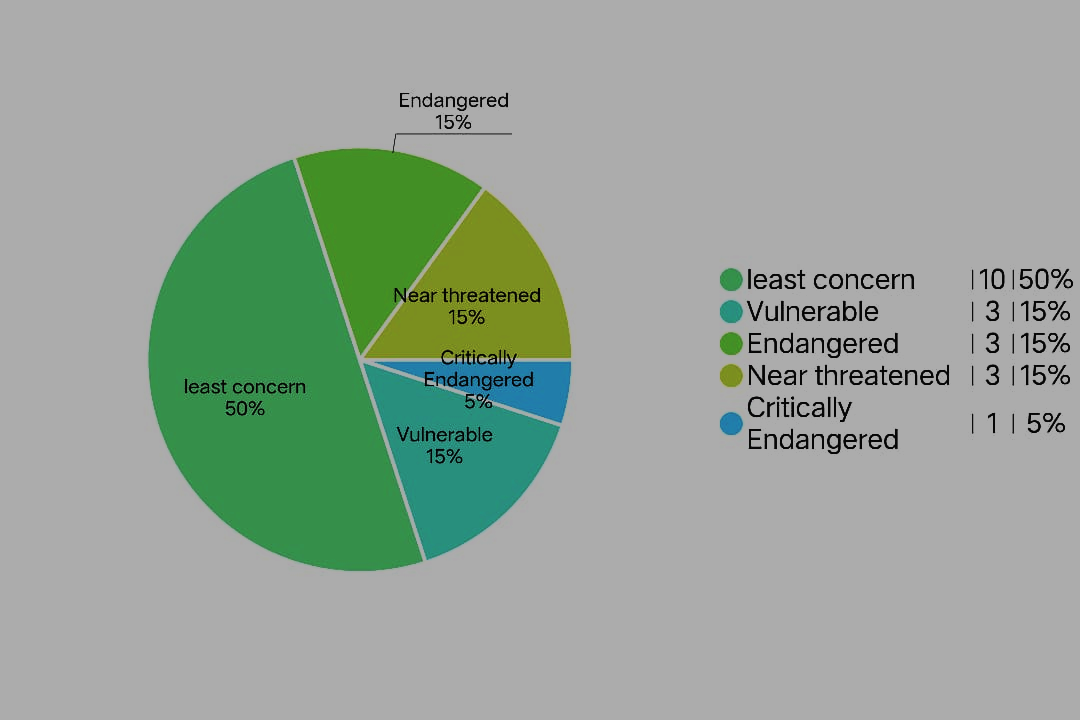 Endangered
15%
Near threatened
15%
Critically
Endangered
5%
least concern
50%
Vulnerable
15%
least concern |10|50%
Vulnerable | 3 |15%
Endangered | 3 |15%
Near threatened | 3 |15%
Critically
Endangered | 1 | 5%